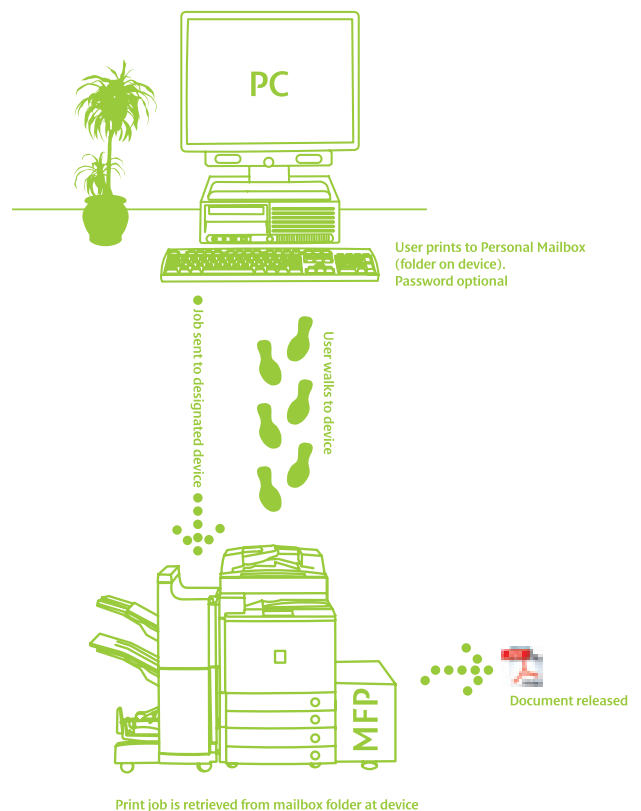 PC
User prints to Personal Mailbox
(folder on device).
Password optional
Job sent to designated device
User walks to device
MFP
Document released
Print job is retrieved from mailbox folder at device